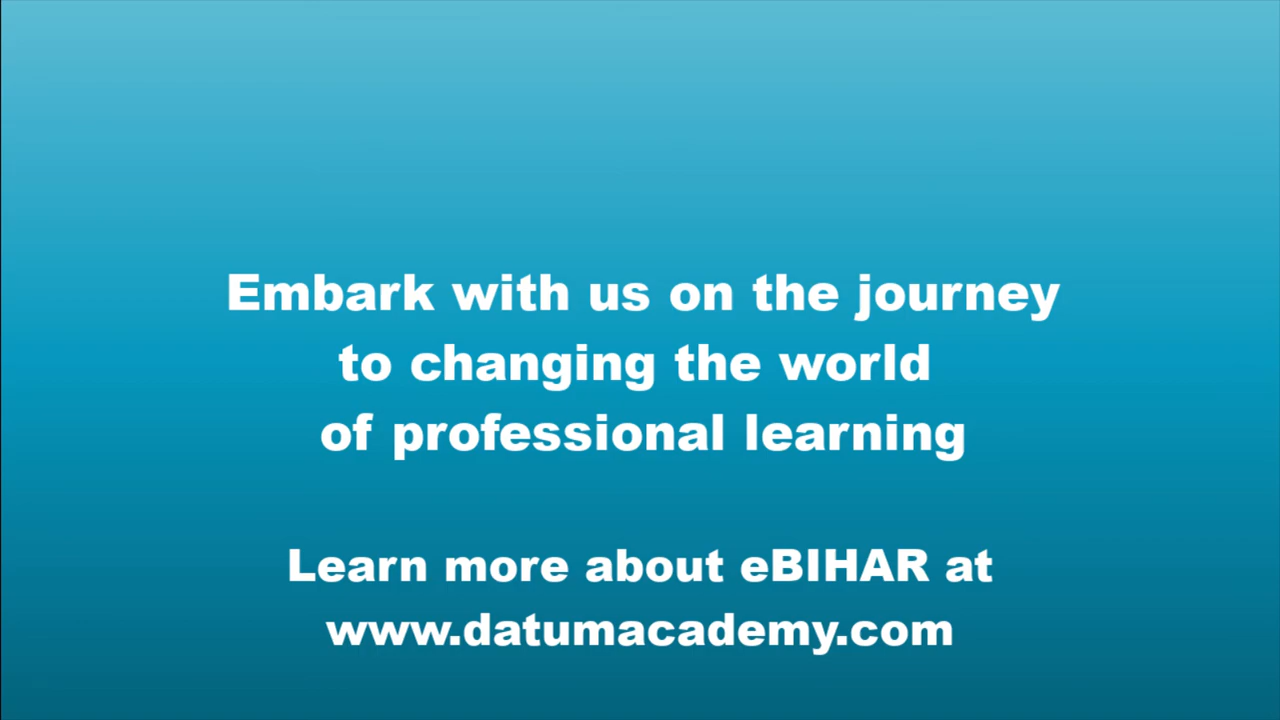 Embark with us on the journey
to changing the world
of professional learning
Learn more about eBIHAR at
www.datumacademy.com